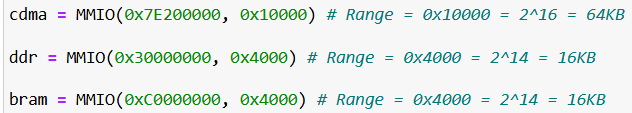 cdma = MMIO(0x7E200000, 0x10000) # Range = 0x10000 = 2^16 = 64KB
ddr = MMIO(0x30000000, 0x4000) # Range = 0x4000 = 2^14 = 16KB
bram = MMIO(0xC0000000, 0x4000) # Range = 0x4000 = 2^14 = 16KB